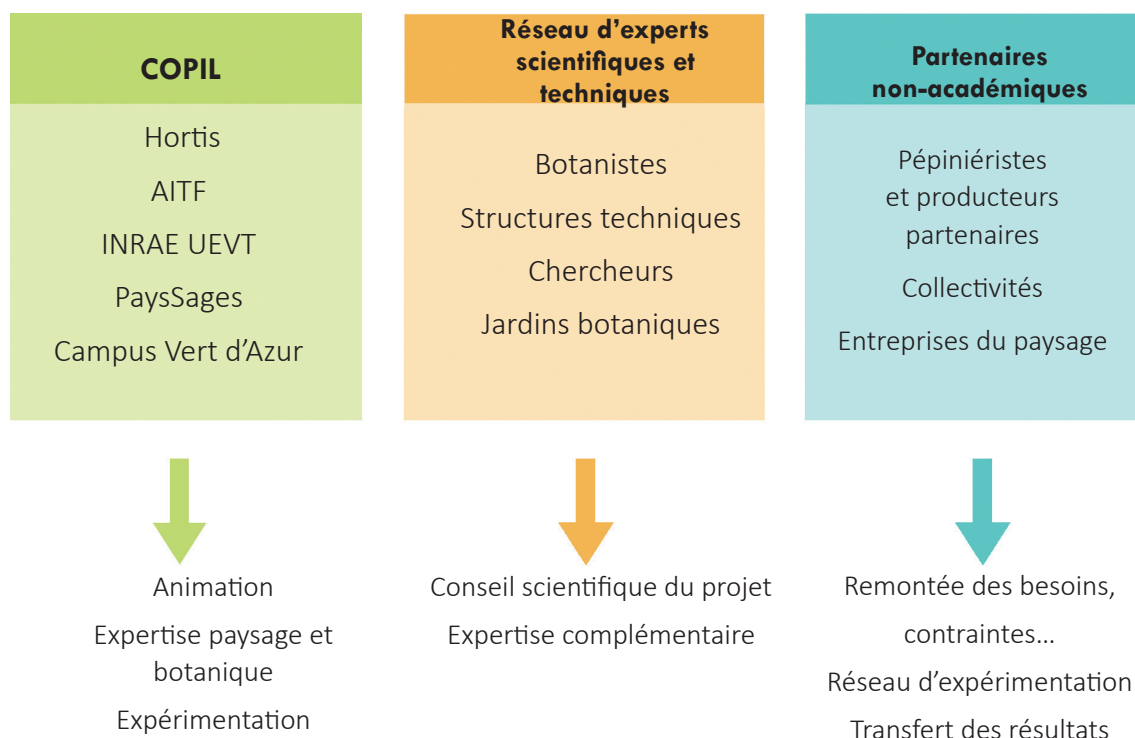 COPIL
Hortis
AITF
INRAE UEVT
PaysSages
Campus Vert d’Azur
Animation
Expertise paysage et
botanique
Expérimentation
Réseau d’experts
scientifiques et
techniques
Botanistes
Structures techniques
Chercheurs
Jardins botaniques
Conseil scientifique du projet
Expertise complémentaire
Partenaires
non-académiques
Pépiniéristes
et producteurs
partenaires
Collectivités
Entreprises du paysage
Remontée des besoins,
contraintes...
Réseau d’expérimentation
Transfert des résultats